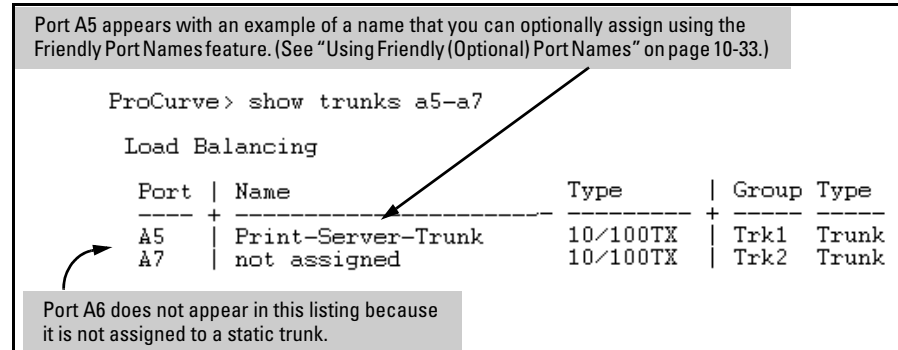 Port A5 appears with an example of a name that you can optionally assign using the
Friendly Port Names feature. (See “Using Friendly (Optional) Port Names” on page 10-33.)
ProCurve> show trunks a5-a7
Load Balancing
Port | Name Type | Group Type
---- + ------------------------ --------- + ----- -----
A5 | Print-Server-Trunk 10/100TX | Trk1 Trunk
A7 | not assigned 10/100TX | Trk2 Trunk
Port A6 does not appear in this listing because
it is not assigned to a static trunk.